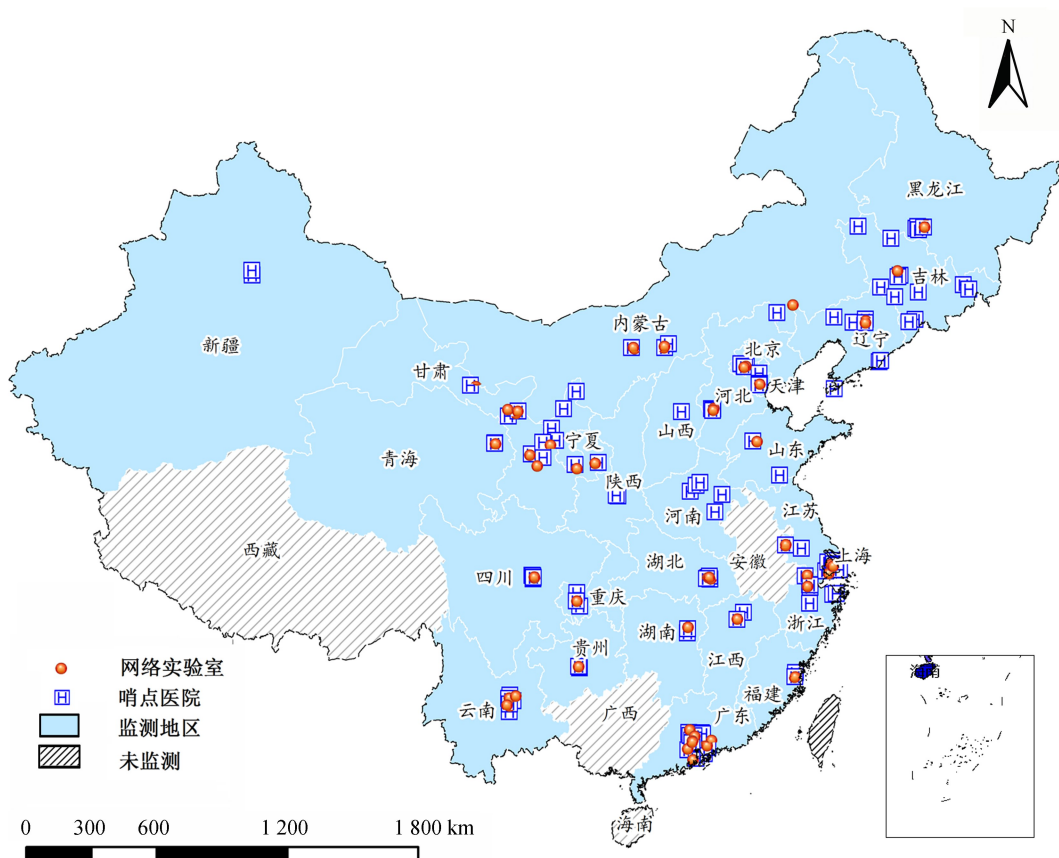 N
黑龙江
吉林
内蒙古
辽宁
新疆
北京
甘肃
天津
河北
山西
宁夏
山东
青海
陕西
江苏
河南
西藏
上海
湖北
安徽
四川
重庆
浙江
湖南
贵州
江西
网络实验室
海南
哨点医院
福建
云南
广西
广东
监测地区
未监测
海南
0 300 600 1 200 1 800 km